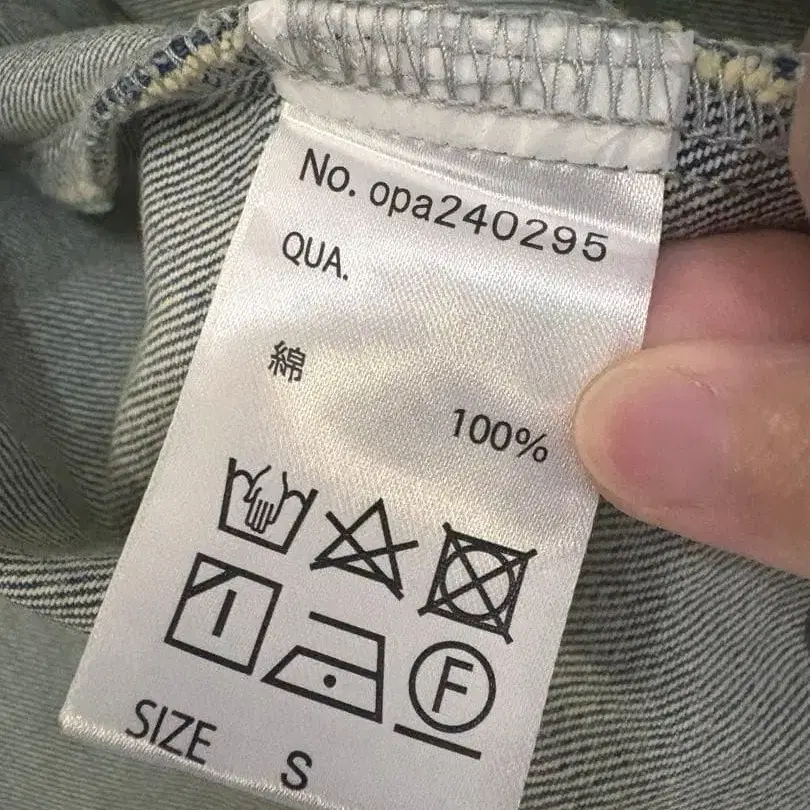 No. opa240295
QUA.
綿
100%
F
SIZE S